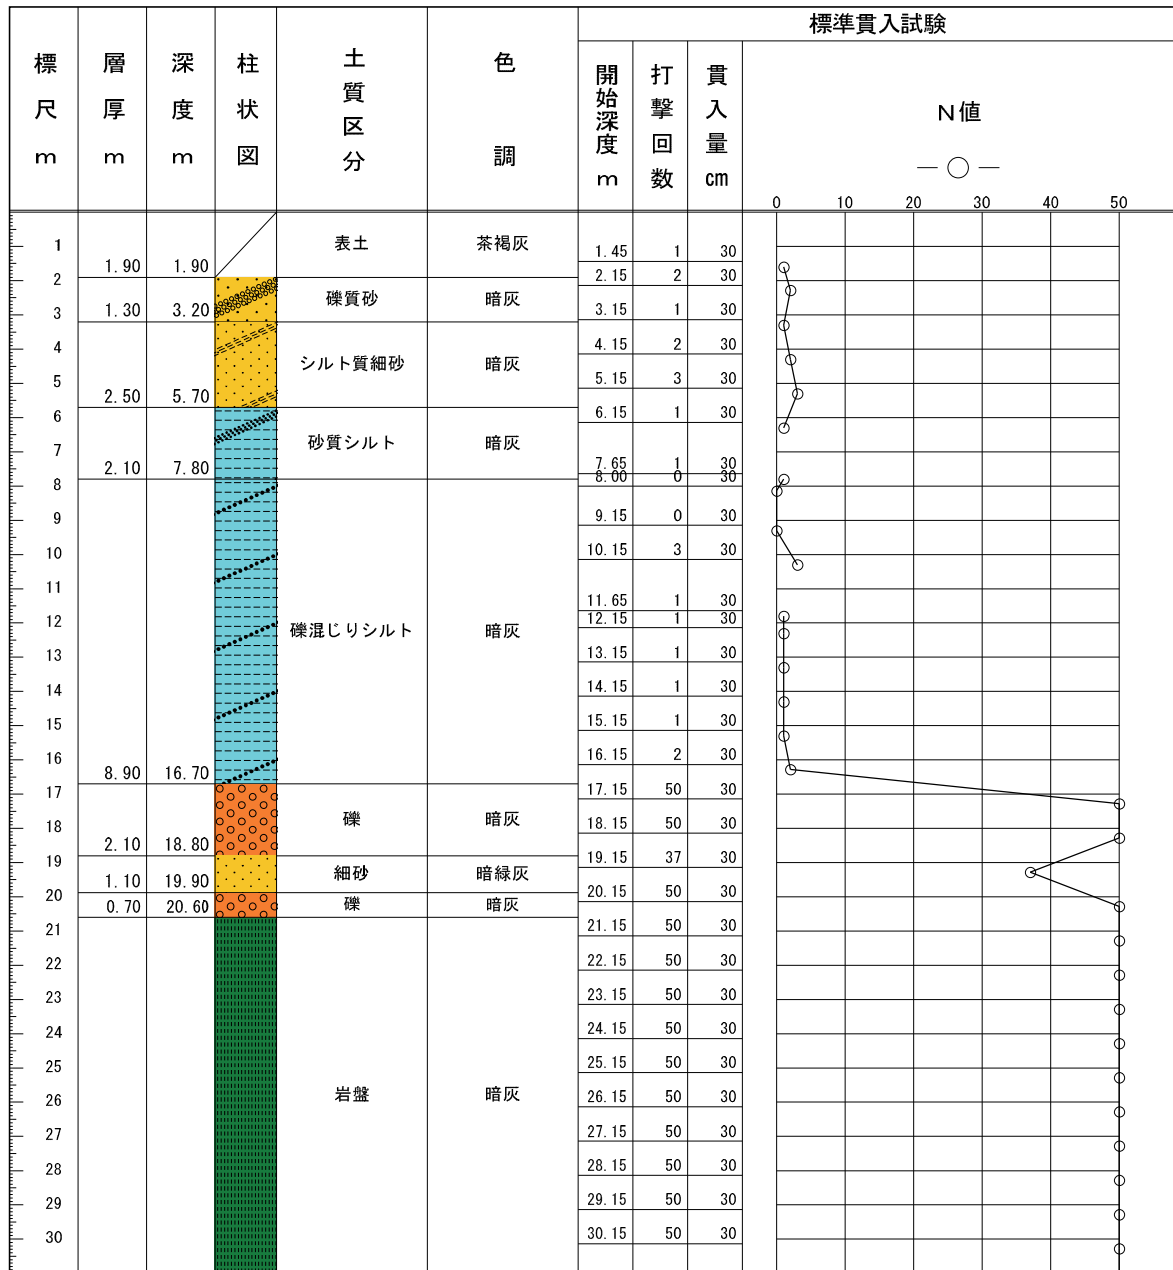 標尺m
層厚m
深度m
柱状図
土質区分
色調
標準貫入試験
開始深度m
打撃回数
貫入量cm
N値
0 10 20 30 40 50
1
2
3
4
5
6
7
8
9
10
11
12
13
14
15
16
17
18
19
20
21
22
23
24
25
26
27
28
29
30
1.90 1.90 表土 茶褐灰
1.30 3.20 礫質砂 暗灰
2.50 5.70 シルト質細砂 暗灰
2.10 7.80 砂質シルト 暗灰
8.90 16.70 礫混じりシルト 暗灰
2.10 18.80 礫 暗灰
1.10 19.90 細砂 暗緑灰
0.70 20.60 礫 暗灰
岩盤 暗灰
1.45 1 30
2.15 2 30
3.15 1 30
4.15 2 30
5.15 3 30
6.15 1 30
7.65 1 30
8.00 0 30
9.15 0 30
10.15 3 30
11.65 1 30
12.15 1 30
13.15 1 30
14.15 1 30
15.15 1 30
16.15 2 30
17.15 50 30
18.15 50 30
19.15 37 30
20.15 50 30
21.15 50 30
22.15 50 30
23.15 50 30
24.15 50 30
25.15 50 30
26.15 50 30
27.15 50 30
28.15 50 30
29.15 50 30
30.15 50 30